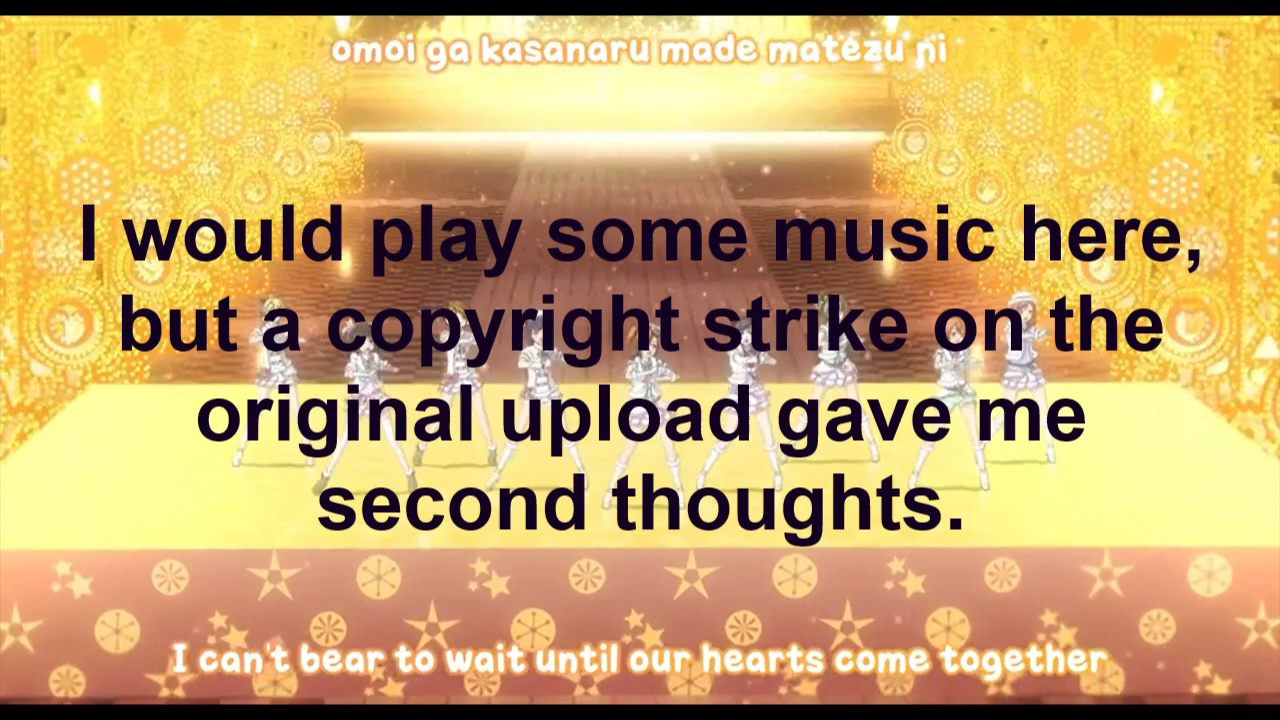 omoi ga kasanaru made matezu ni
I would play some music here,
but a copyright strike on the
original upload gave me
second thoughts.
I can't bear to wait until our hearts come together